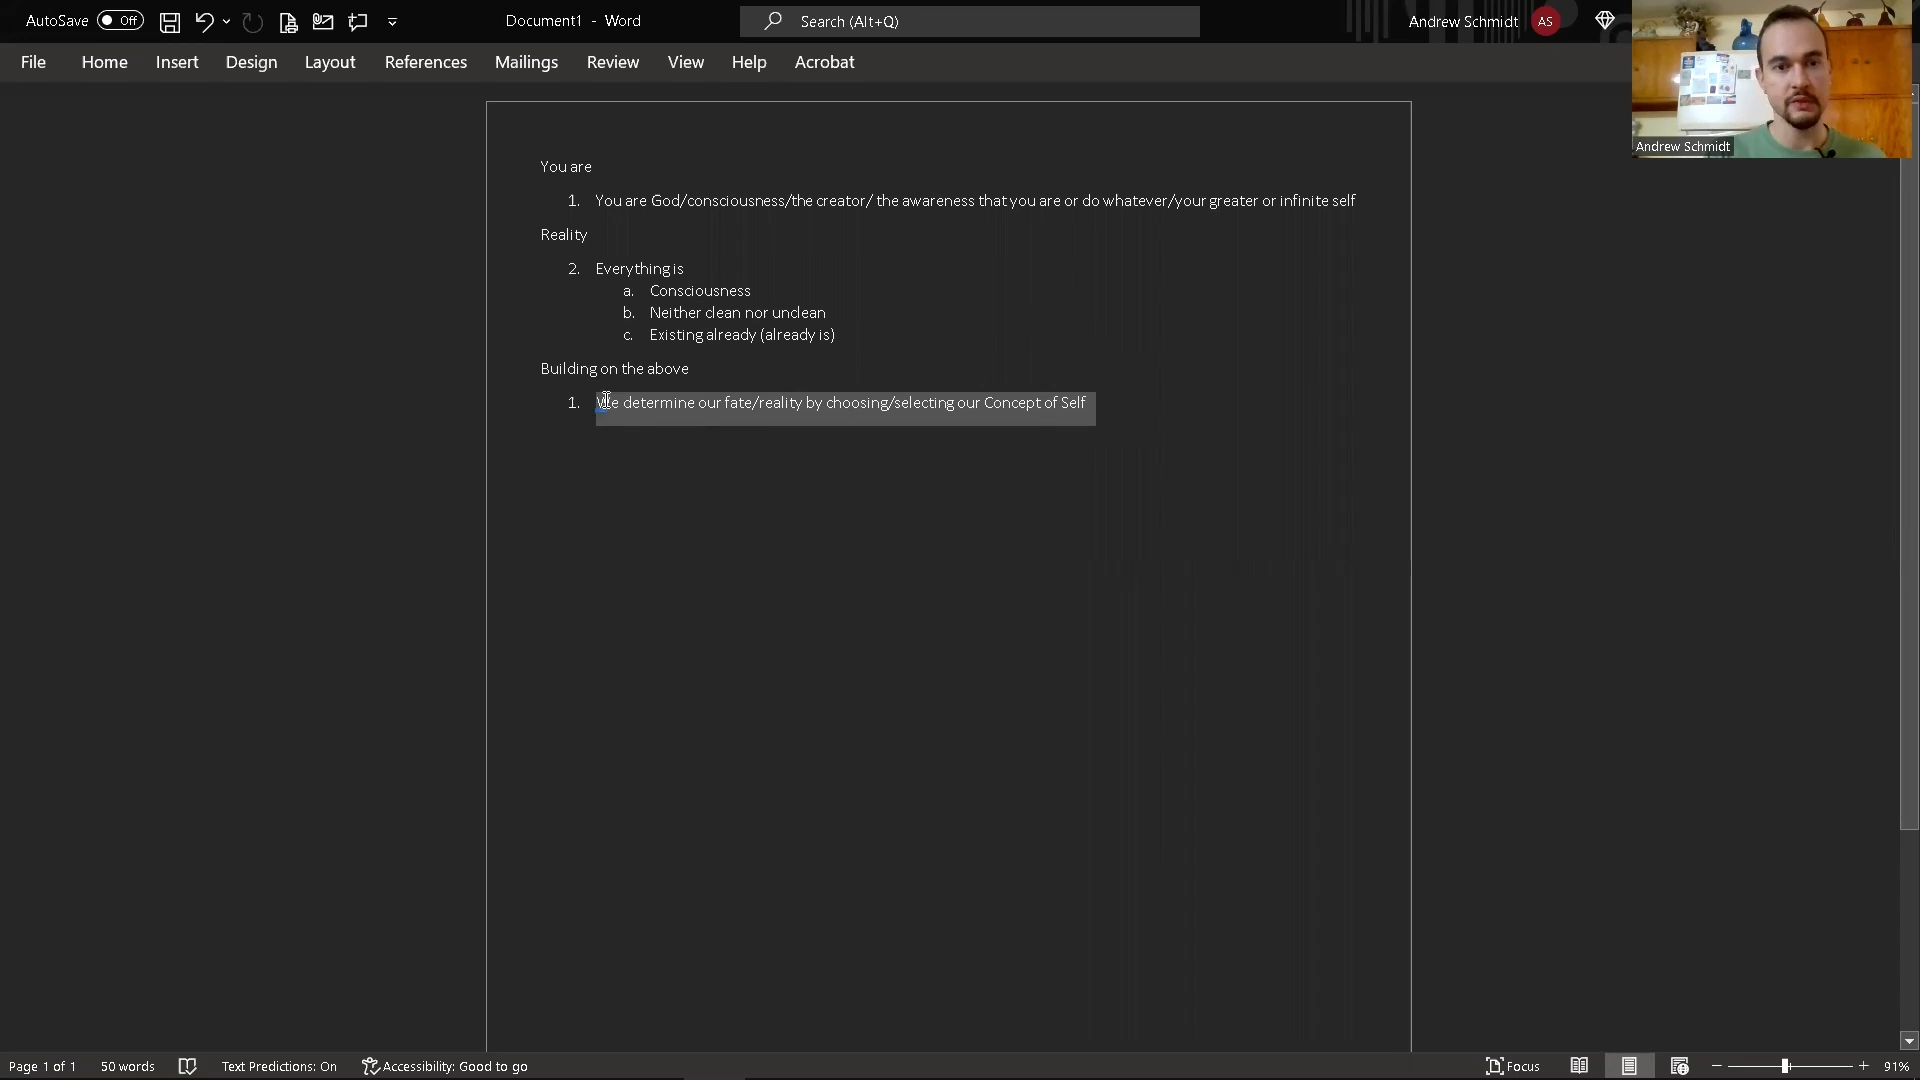 AutoSave Off Document1 - Word Search (Alt+Q) Andrew Schmidt AS
File Home Insert Design Layout References Mailings Review View Help Acrobat
Andrew Schmidt
You are
1. You are God/consciousness/the creator/ the awareness that you are or do whatever/your greater or infinite self
Reality
2. Everything is
a. Consciousness
b. Neither clean nor unclean
c. Existing already (already is)
Building on the above
1. We determine our fate/reality by choosing/selecting our Concept of Self
Page 1 of 1 50 words Text Predictions: On Accessibility: Good to go Focus 91%